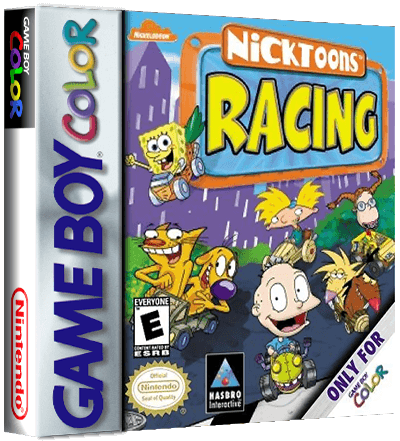 GAME BOY
COLOR
Nintendo
GAME BOY COLOR
NICKELODEON
NICKTOONS
RACING
EVERYONE
E
CONTENT RATED BY
ESRB
Official
Nintendo
Seal of Quality
HASBRO
Interactive
ONLY FOR
GAME BOY
COLOR